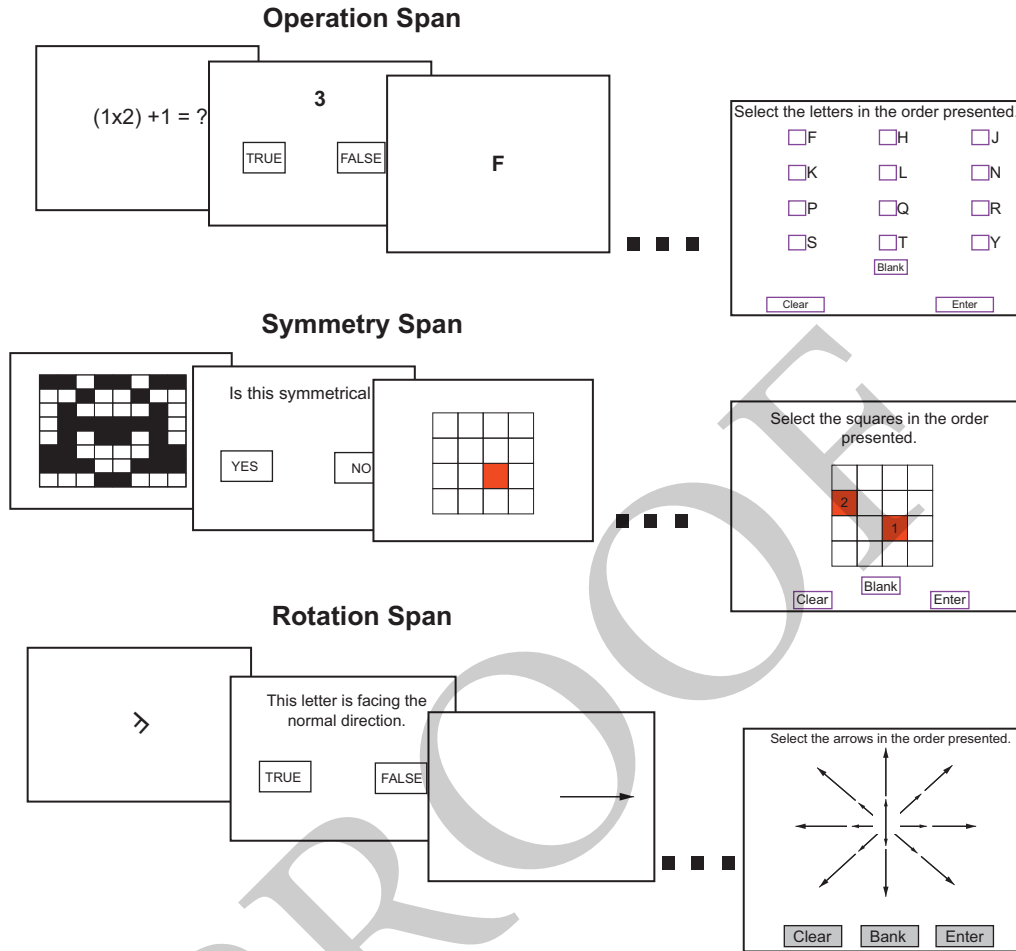 Operation Span
(1x2) +1 = ?
3
TRUE FALSE
F
Select the letters in the order presented.
F H J
K L N
P Q R
S T Y
Blank
Clear Enter
Symmetry Span
Is this symmetrical
YES NO
Select the squares in the order
presented.
2
1
Blank
Clear Enter
Rotation Span
F
This letter is facing the
normal direction.
TRUE FALSE
Select the arrows in the order presented.
Clear Bank Enter
PROOF